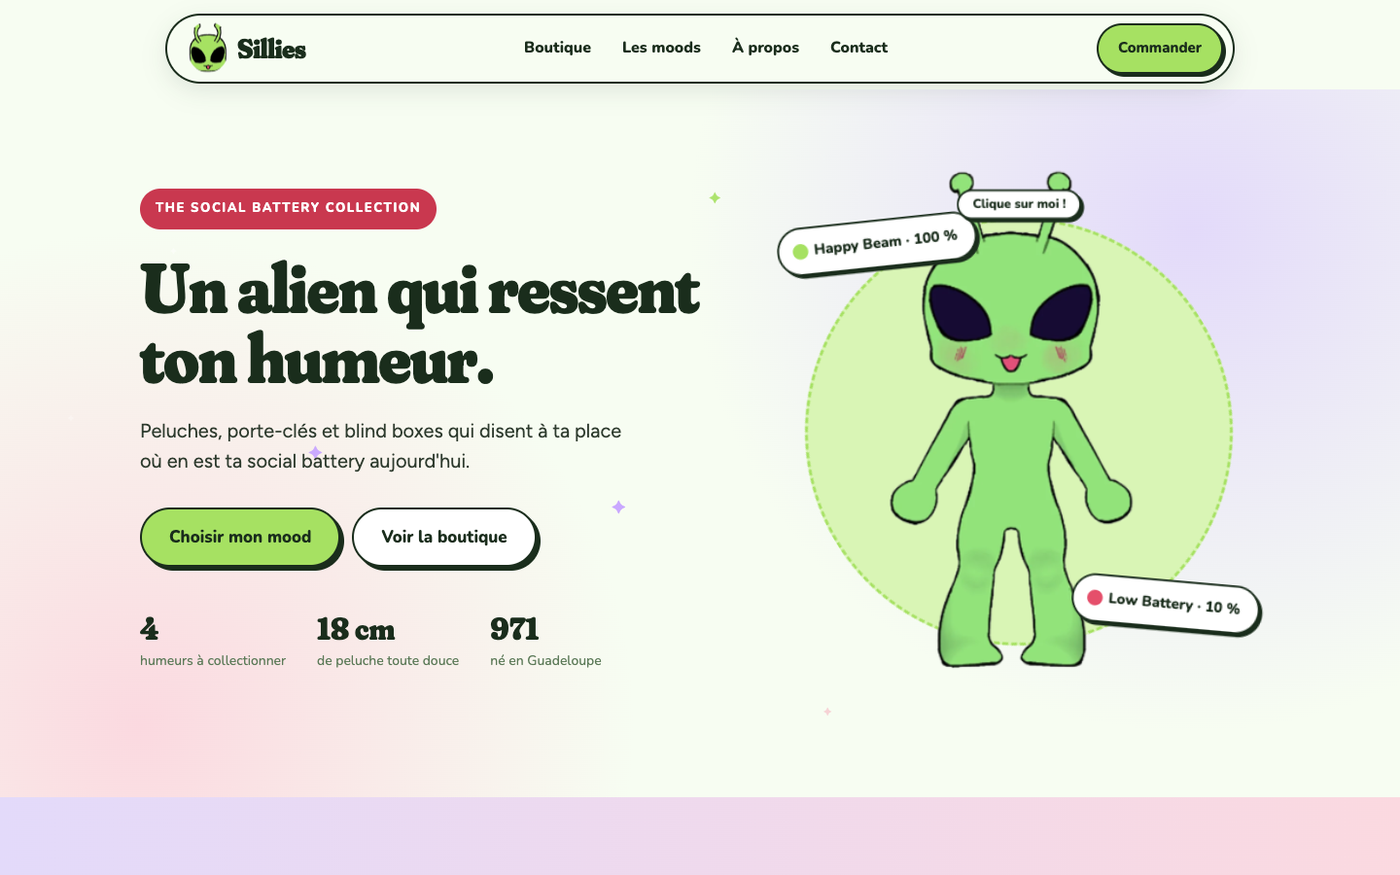 Sillies
Boutique
Les moods
À propos
Contact
Commander
THE SOCIAL BATTERY COLLECTION
Un alien qui ressent
ton humeur.
Peluches, porte-clés et blind boxes qui disent à ta place
où en est ta social battery aujourd'hui.
Choisir mon mood
Voir la boutique
4
humeurs à collectionner
18 cm
de peluche toute douce
971
né en Guadeloupe
Clique sur moi !
Happy Beam · 100 %
Low Battery · 10 %